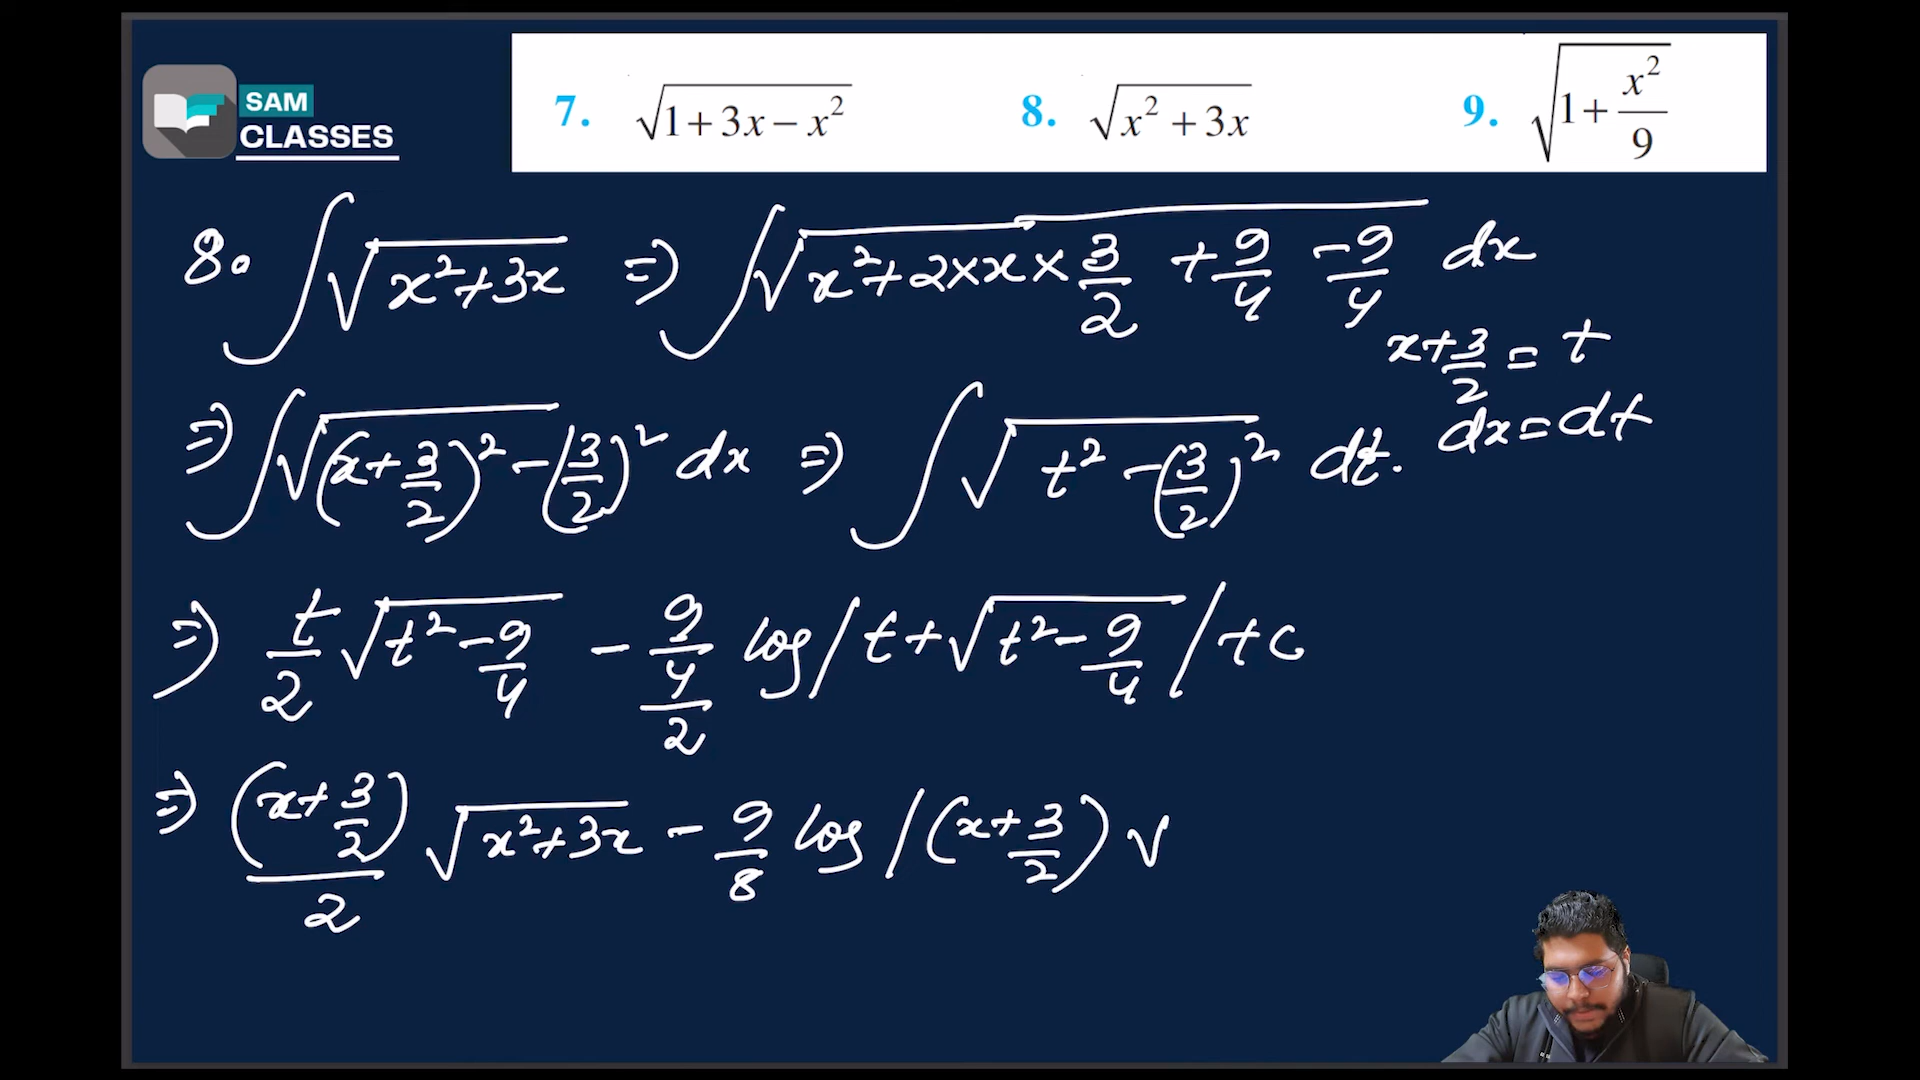 SAM
CLASSES
7. √(1+3x−x²) 8. √(x²+3x) 9. √(1+x²/9)
8. ∫√(x²+3x) ⇒ ∫√(x²+2×x×3/2 +9/4 −9/4) dx
x+3/2 = t
⇒ ∫√((x+3/2)²−(3/2)²) dx ⇒ ∫√(t²−(3/2)²) dt. dx=dt
⇒ t/2 √(t²−9/4) − (9/4)/2 log|t+√(t²−9/4)|+c
⇒ (x+3/2)/2 √(x²+3x) − 9/8 log|(x+3/2) √